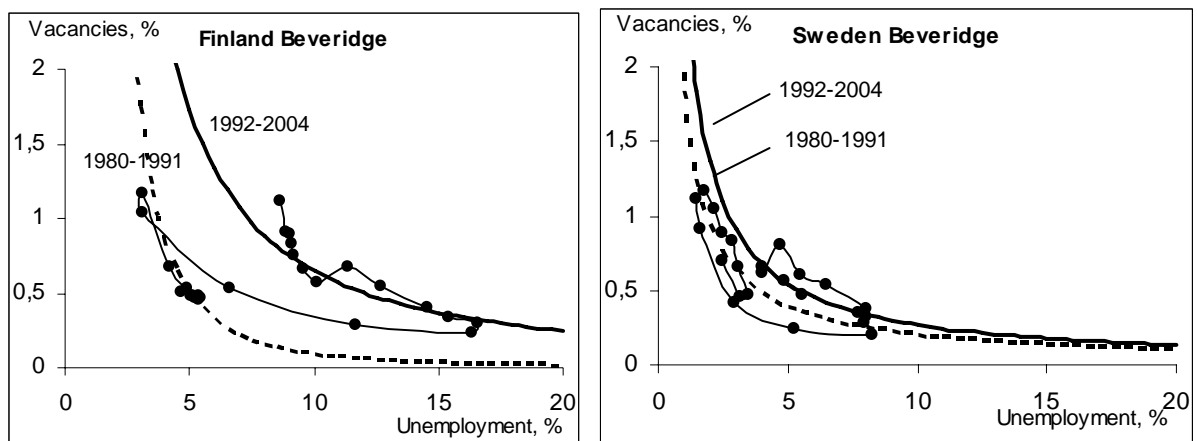 Vacancies, %
Finland Beveridge
2
1,5
1
0,5
0
1992-2004
1980-1991
0 5 10 15 20
Unemployment, %
Vacancies, %
Sweden Beveridge
2
1,5
1
0,5
0
1992-2004
1980-1991
0 5 10 15 20
Unemployment, %